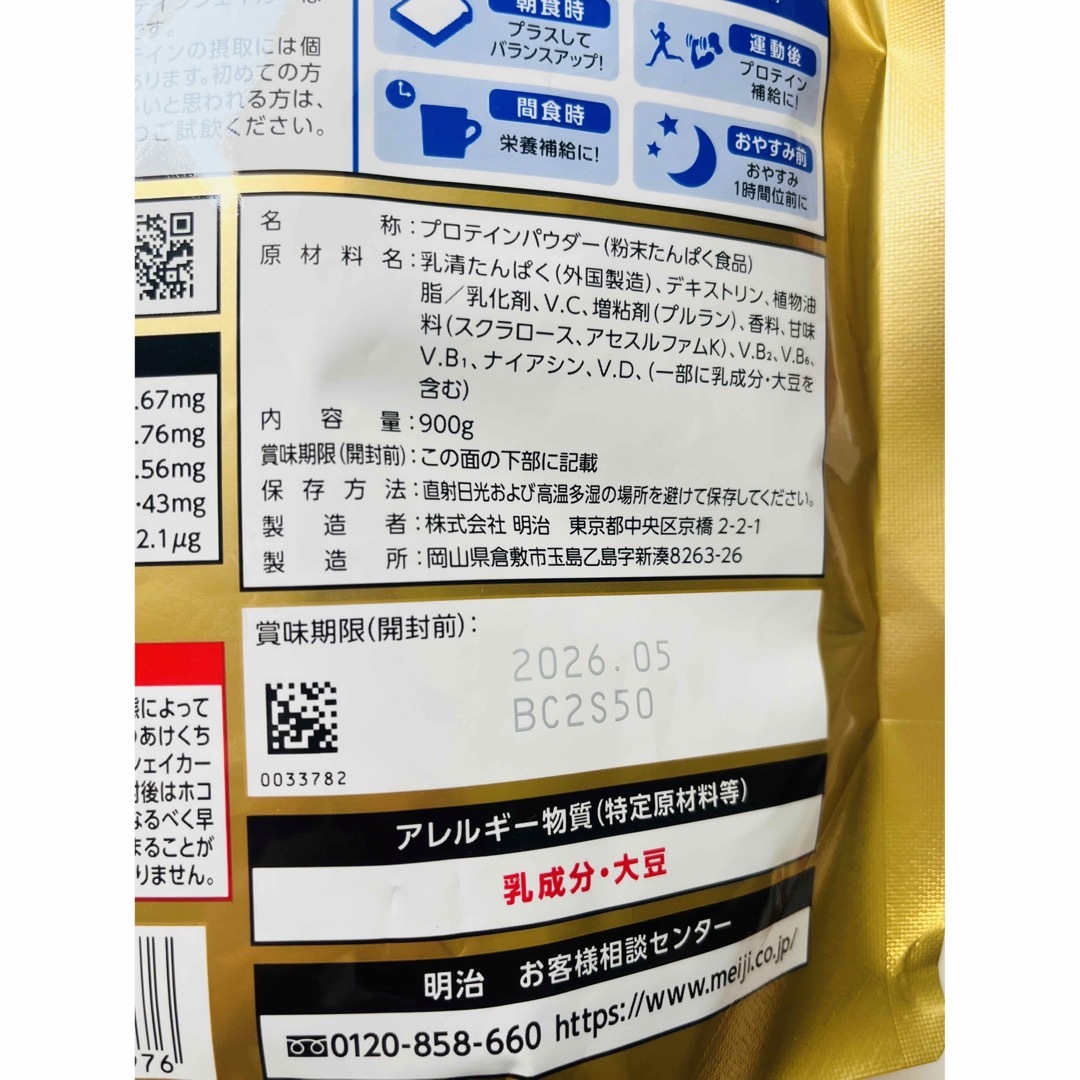 は
す。
テインの摂取には個
あります。初めての方
いと思われる方は、
つご試飲ください。
朝食時
プラスして
バランスアップ!
運動後
プロテイン
補給に!
間食時
栄養補給に!
おやすみ前
おやすみ
1時間位前に
名称:プロテインパウダー(粉末たんぱく食品)
原材料名:乳清たんぱく(外国製造)、デキストリン、植物油
脂/乳化剤、V.C、増粘剤(プルラン)、香料、甘味
料(スクラロース、アセスルファムK)、V.B₂、V.B₆、
V.B₁、ナイアシン、V.D、(一部に乳成分・大豆を
含む)
内容量:900g
賞味期限(開封前):この面の下部に記載
保存方法:直射日光および高温多湿の場所を避けて保存してください。
製造者:株式会社 明治 東京都中央区京橋 2-2-1
製造所:岡山県倉敷市玉島乙島字新湊8263-26
.67mg
.76mg
.56mg
43mg
2.1μg
賞味期限(開封前):
2026.05
BC2S50
0033782
によって
あけくち
ェイカー
後はホコ
なるべく早
まることが
りません。
アレルギー物質(特定原材料等)
乳成分・大豆
明治 お客様相談センター
0120-858-660 https://www.meiji.co.jp/
976